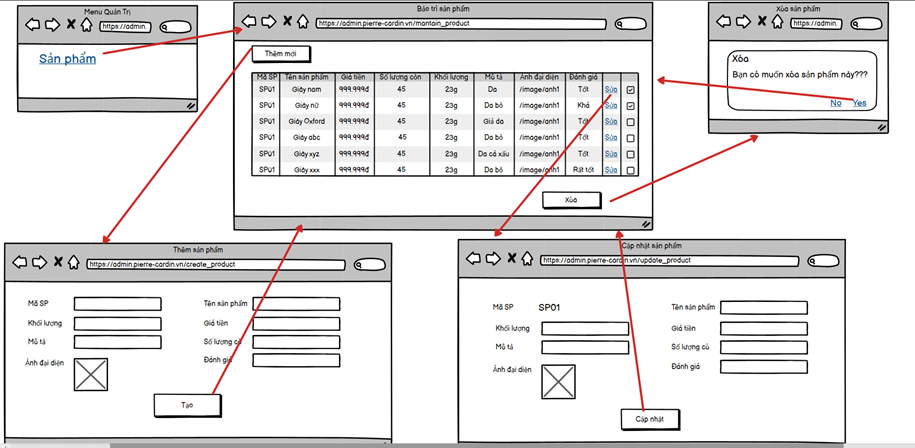 Menu Quản Trị
https://admin.
Sản phẩm
Bảo trì sản phẩm
https://admin.pierre-cardin.vn/mantain_product
Thêm mới
Mã SP Tên sản phẩm Giá tiền Số lượng còn Khối lượng Mô tả Ảnh đại diện Đánh giá
SP01 Giày nam 999.999đ 45 23g Da /image/anh1 Tốt Sửa
SP01 Giày nữ 999.999đ 45 23g Da bò /image/anh1 Khá Sửa
SP01 Giày Oxford 999.999đ 45 23g Giả da /image/anh1 Tốt Sửa
SP01 Giày abc 999.999đ 45 23g Da bò /image/anh1 Tốt Sửa
SP01 Giày xyz 999.999đ 45 23g Da cá xấu /image/anh1 Tốt Sửa
SP01 Giày xxx 999.999đ 45 23g Da bò /image/anh1 Rất tốt Sửa
Xóa
Xóa sản phẩm
https://admin.
Xóa
Bạn có muốn xóa sản phẩm này???
No Yes
Thêm sản phẩm
https://admin.pierre-cardin.vn/create_product
Mã SP Tên sản phẩm
Khối lượng Giá tiền
Mô tả Số lượng củ
Ảnh đại diện Đánh giá
Tạo
Cập nhật sản phẩm
https://admin.pierre-cardin.vn/update_product
Mã SP SP01 Tên sản phẩm
Khối lượng Giá tiền
Mô tả Số lượng củ
Ảnh đại diện Đánh giá
Cập nhật